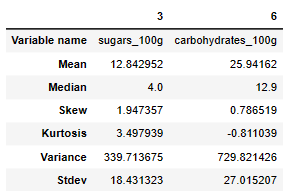 3 6
Variable name sugars_100g carbohydrates_100g
Mean 12.842952 25.94162
Median 4.0 12.9
Skew 1.947357 0.786519
Kurtosis 3.497939 -0.811039
Variance 339.713675 729.821426
Stdev 18.431323 27.015207